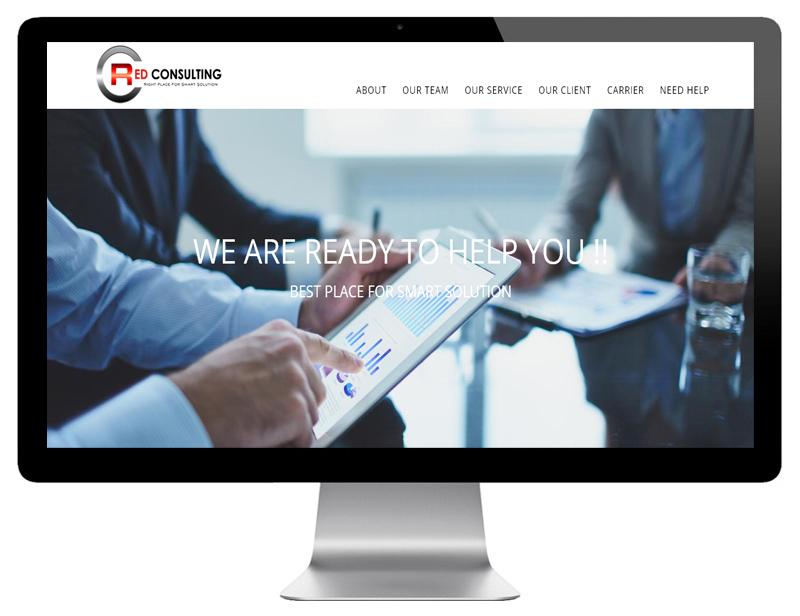 RED CONSULTING
RIGHT PLACE FOR SMART SOLUTION
ABOUT OUR TEAM OUR SERVICE OUR CLIENT CARRIER NEED HELP
WE ARE READY TO HELP YOU !!
BEST PLACE FOR SMART SOLUTION